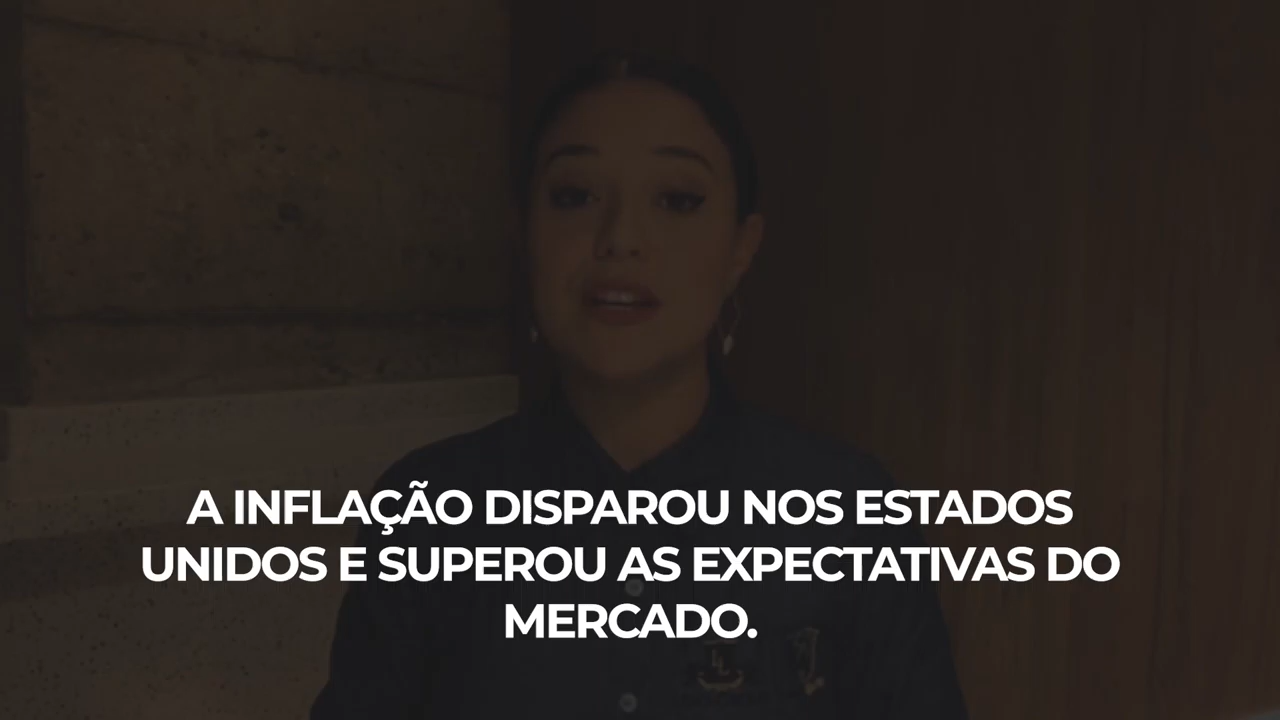 A INFLAÇÃO DISPAROU NOS ESTADOS
UNIDOS E SUPEROU AS EXPECTATIVAS DO
MERCADO.